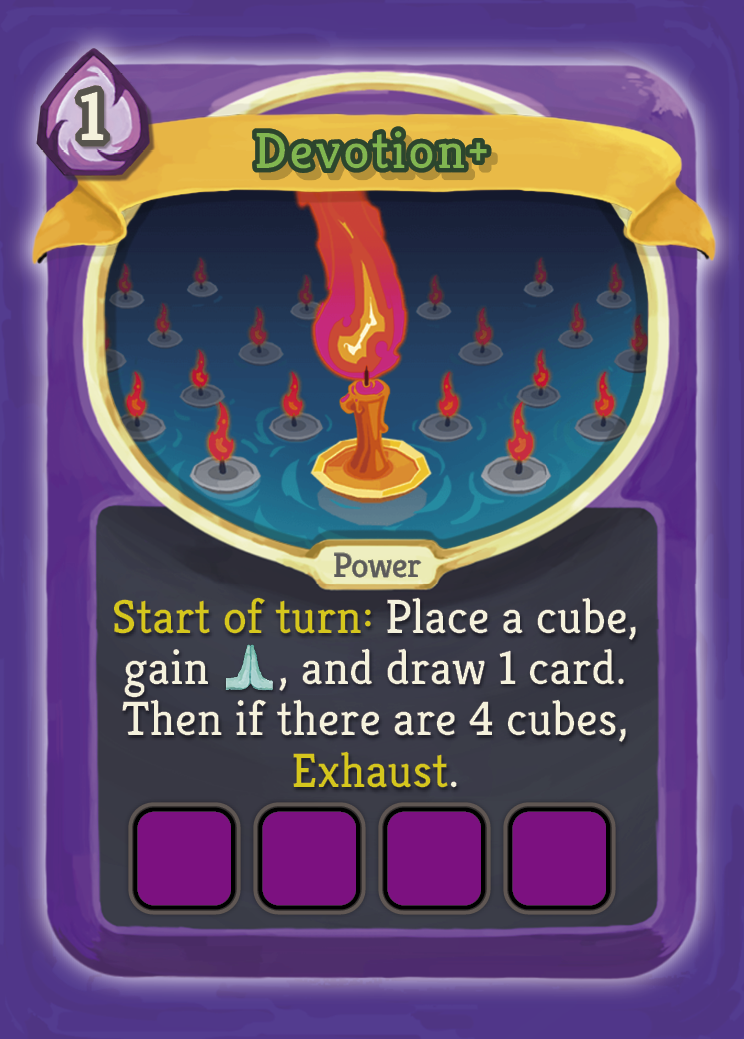 1
Devotion+
Power
Start of turn: Place a cube,
gain , and draw 1 card.
Then if there are 4 cubes,
Exhaust.